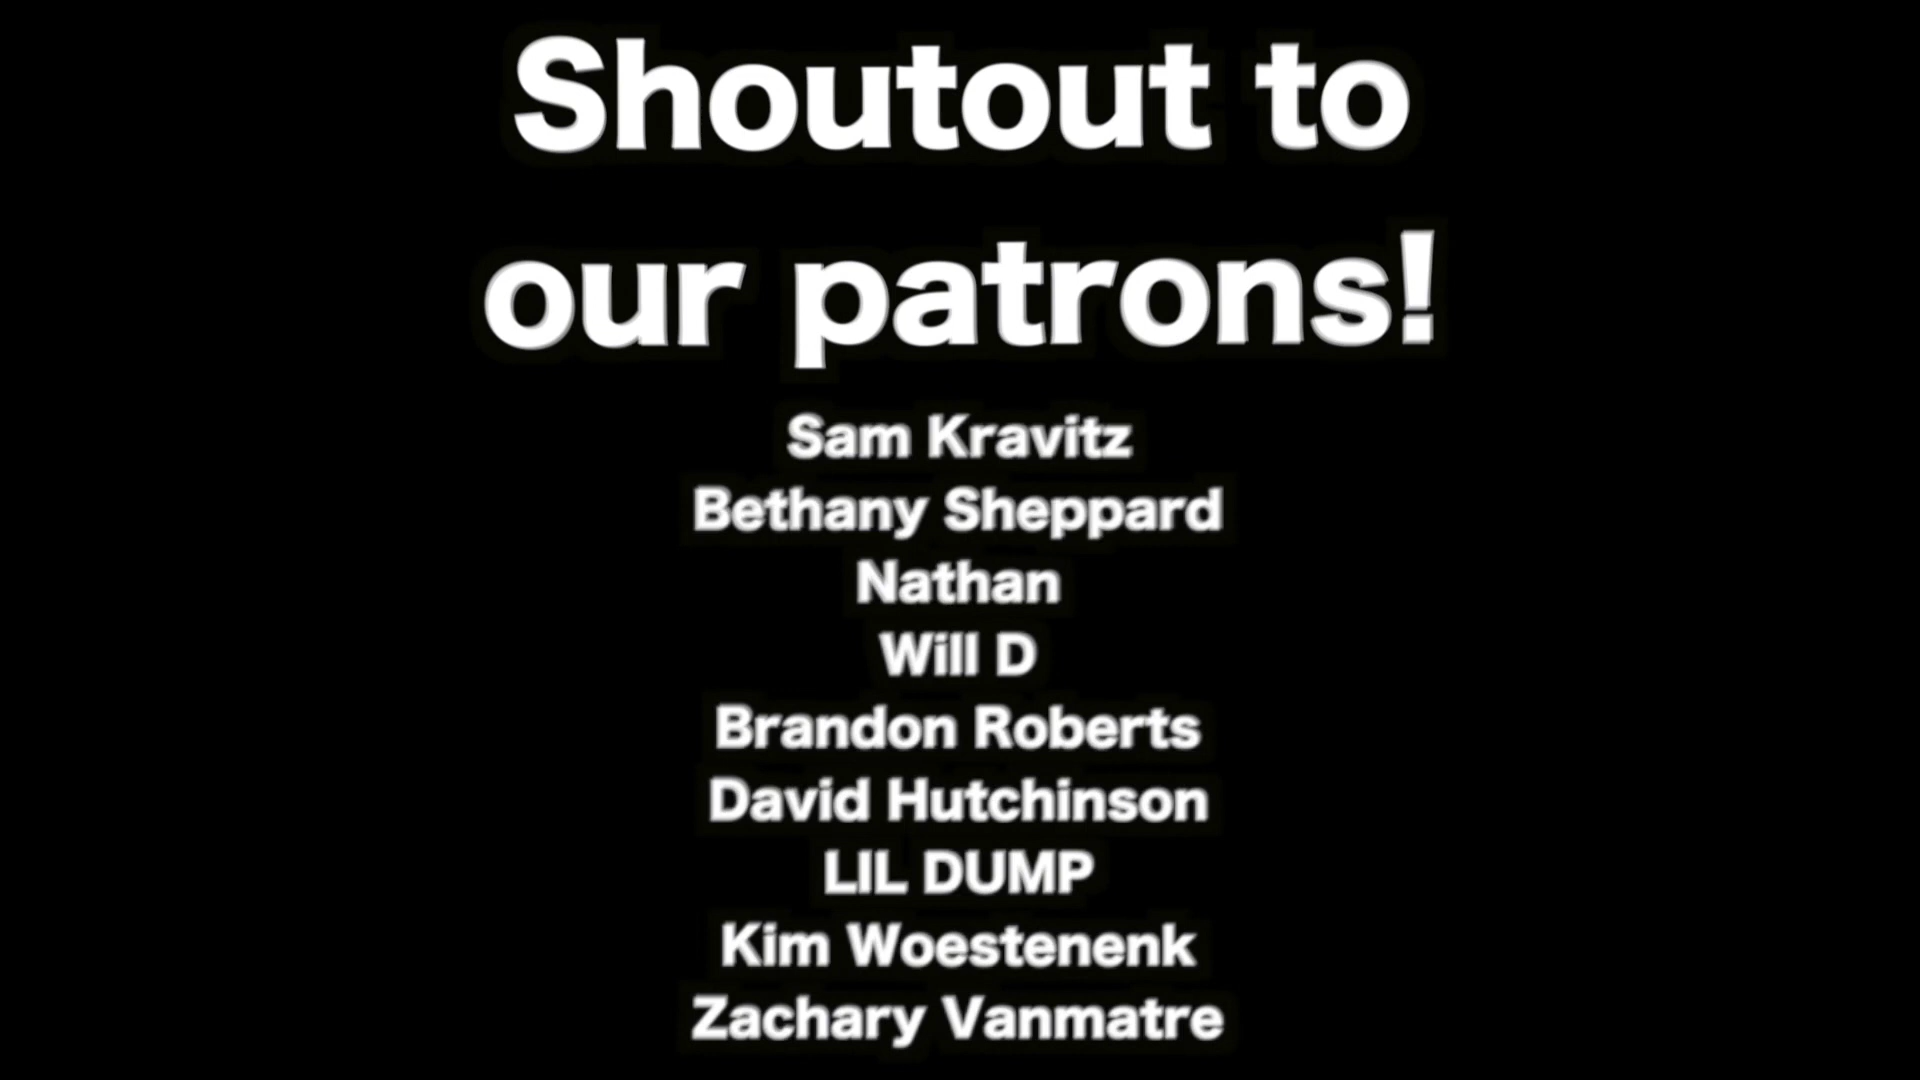 Shoutout to
our patrons!
Sam Kravitz
Bethany Sheppard
Nathan
Will D
Brandon Roberts
David Hutchinson
LIL DUMP
Kim Woestenenk
Zachary Vanmatre